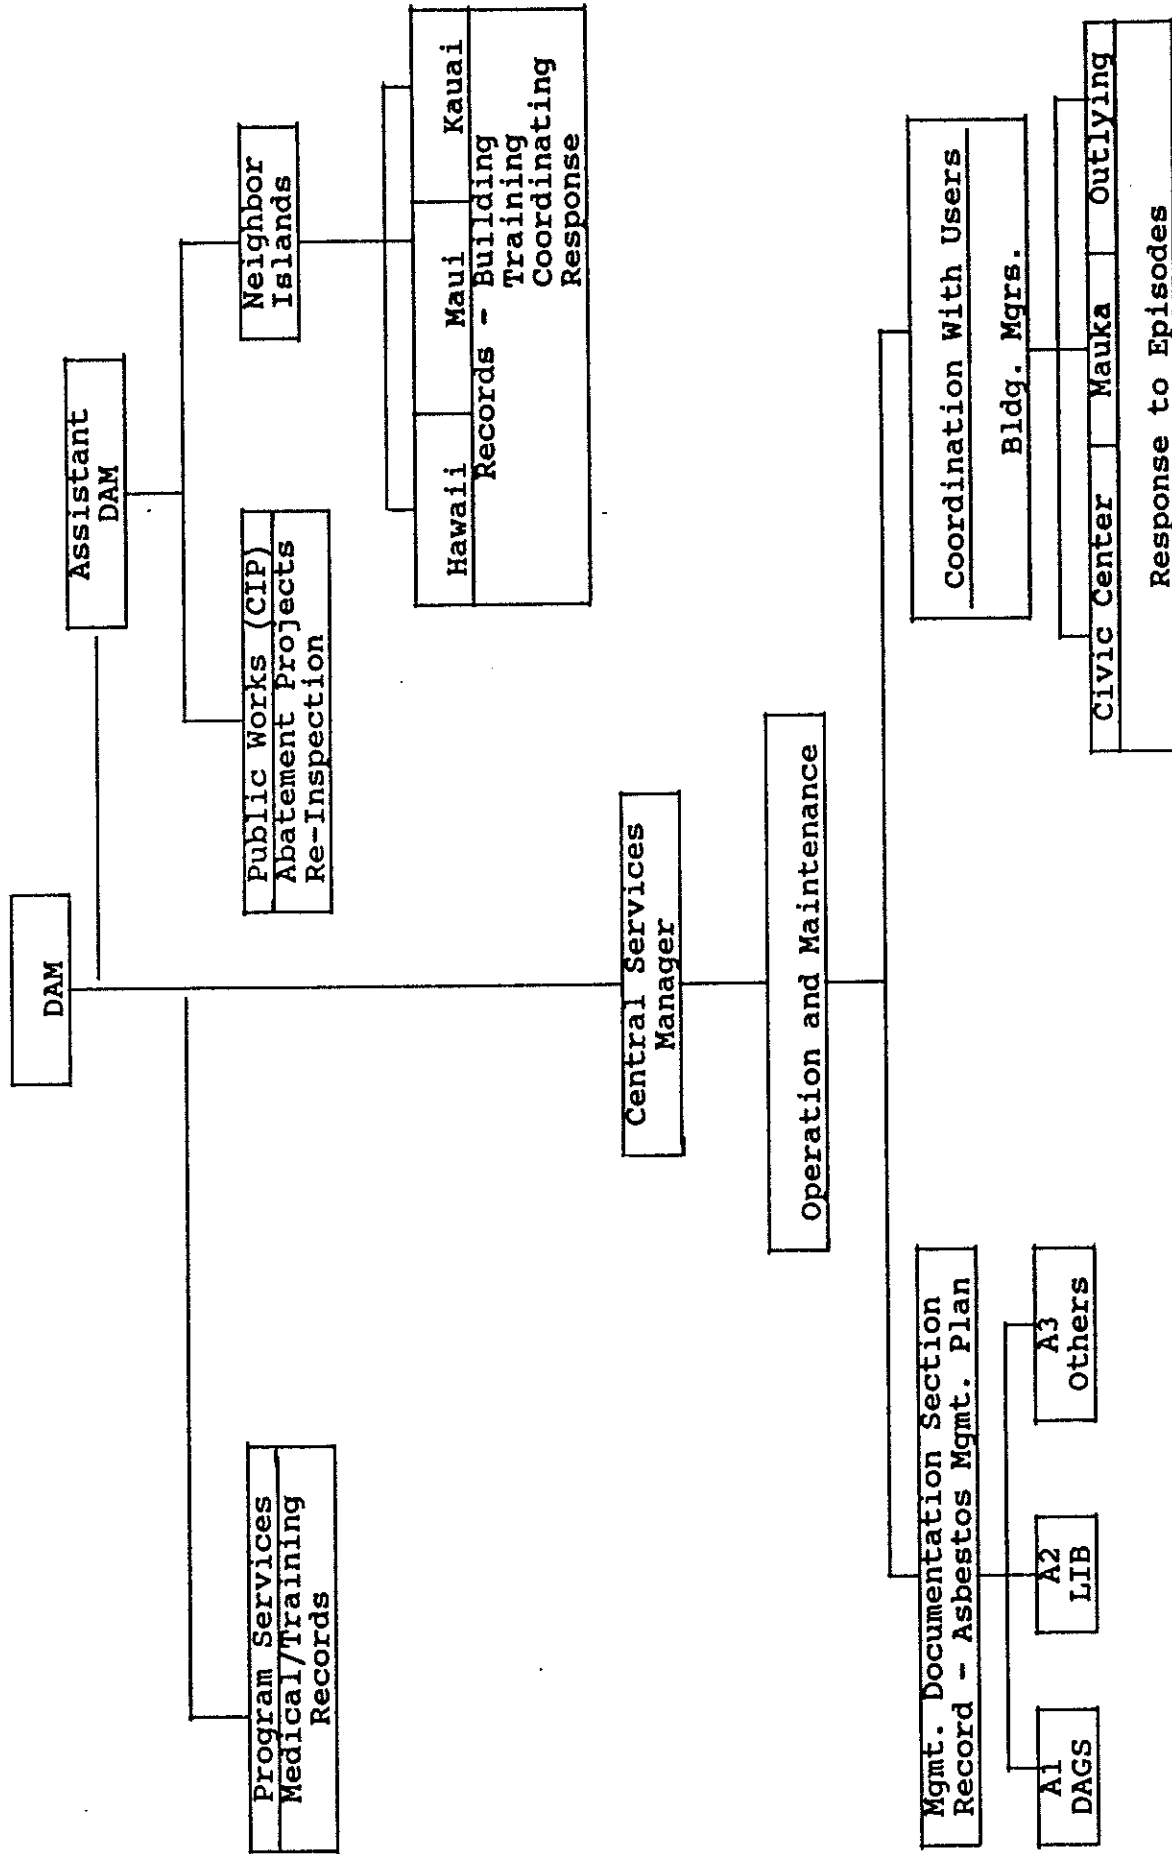 DAM
Assistant
DAM
Program Services
Medical/Training
Records
Public Works (CIP)
Abatement Projects
Re-Inspection
Neighbor
Islands
Hawaii Maui Kauai
Records - Building
Training
Coordinating
Response
Central Services
Manager
Operation and Maintenance
Mgmt. Documentation Section
Record - Asbestos Mgmt. Plan
A1
DAGS
A2
LIB
A3
Others
Coordination With Users
Bldg. Mgrs.
Civic Center Mauka Outlying
Response to Episodes